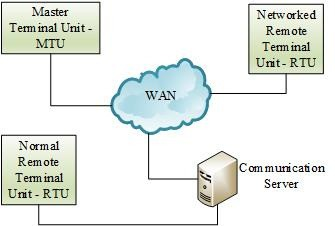 Master
Terminal Unit -
MTU
Networked
Remote
Terminal
Unit - RTU
WAN
Normal
Remote
Terminal
Unit - RTU
Communication
Server